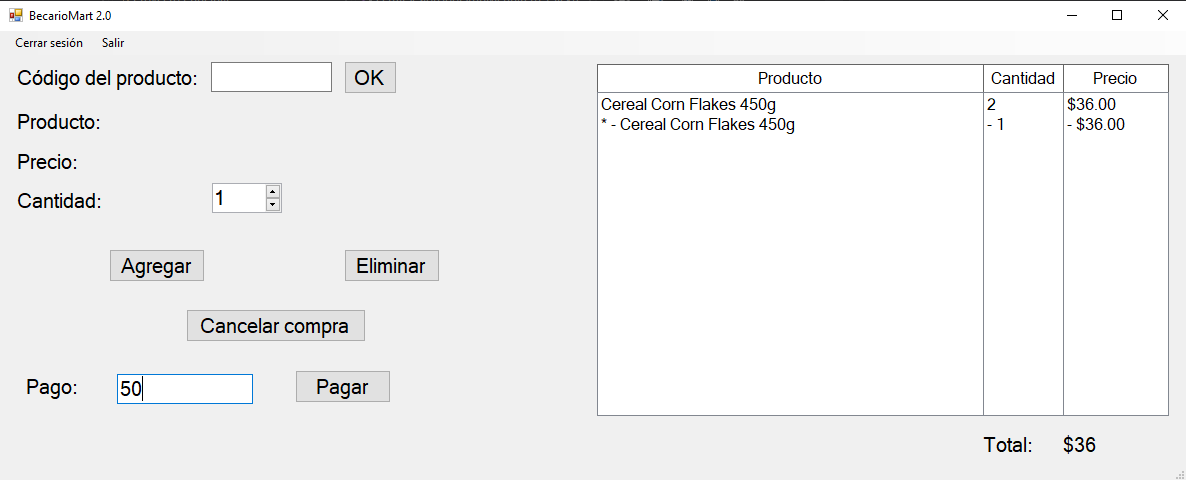 BecarioMart 2.0
Cerrar sesión Salir
Código del producto: OK
Producto:
Precio:
Cantidad: 1
Agregar Eliminar
Cancelar compra
Pago: 50 Pagar
Producto Cantidad Precio
Cereal Corn Flakes 450g 2 $36.00
* - Cereal Corn Flakes 450g - 1 - $36.00
Total: $36